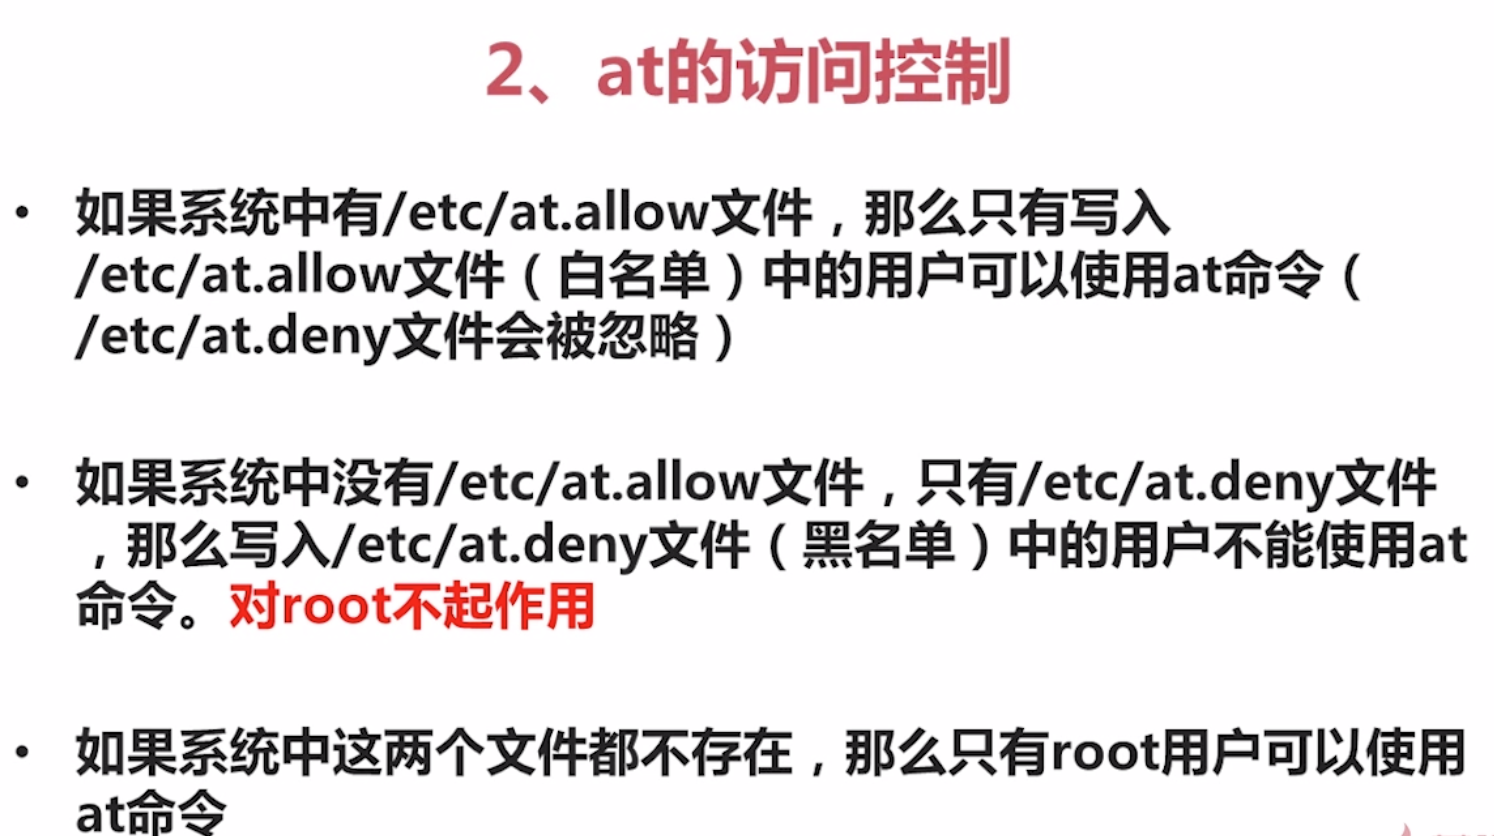 2、at的访问控制
• 如果系统中有/etc/at.allow文件，那么只有写入
/etc/at.allow文件（白名单）中的用户可以使用at命令（
/etc/at.deny文件会被忽略）
• 如果系统中没有/etc/at.allow文件，只有/etc/at.deny文件
，那么写入/etc/at.deny文件（黑名单）中的用户不能使用at
命令。对root不起作用
• 如果系统中这两个文件都不存在，那么只有root用户可以使用
at命令